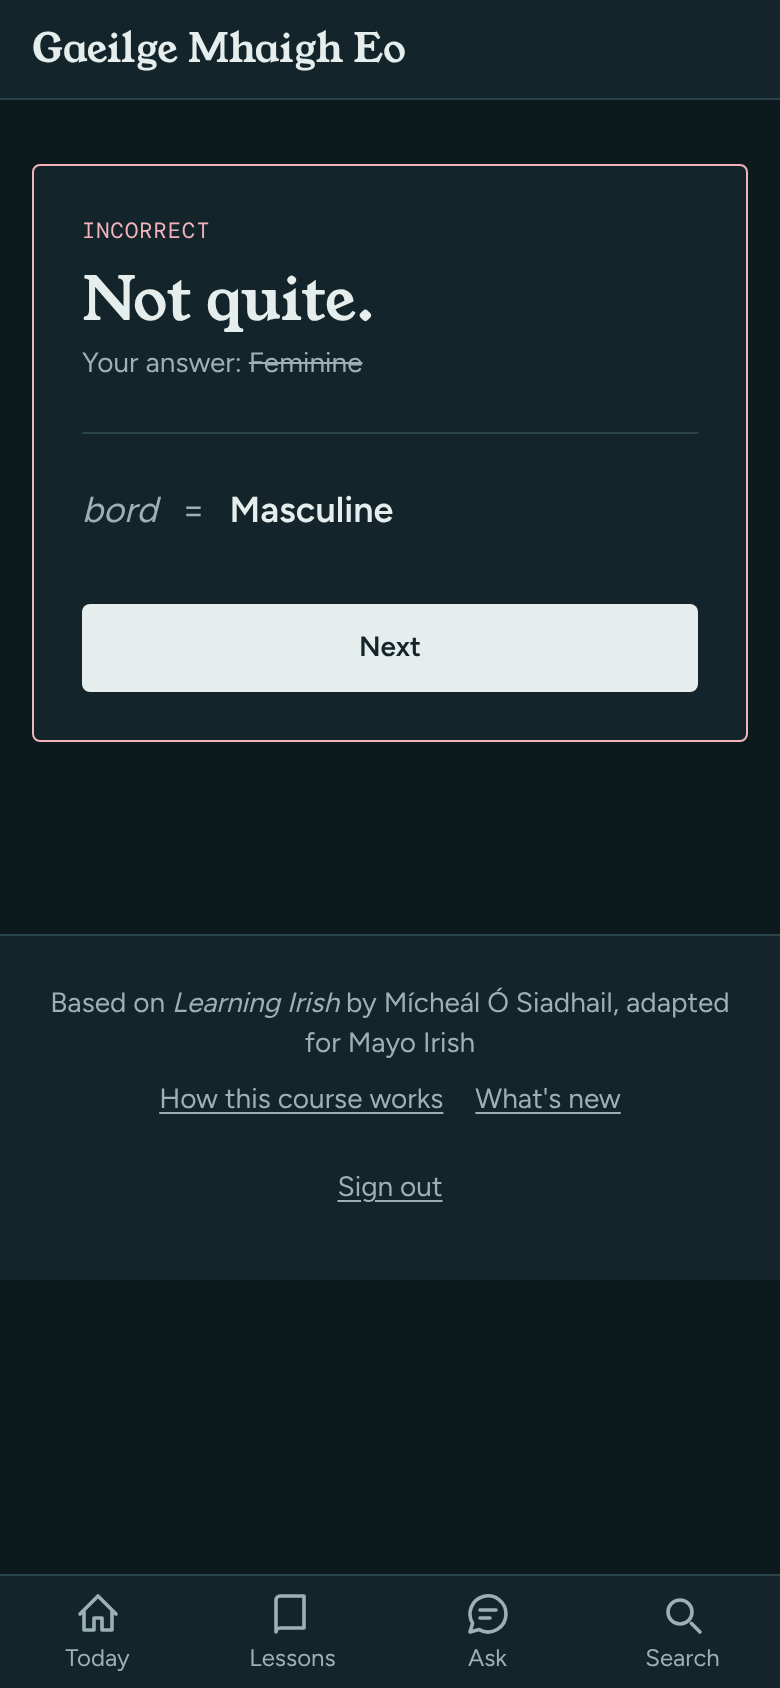 Gaeilge Mhaigh Eo
INCORRECT
Not quite.
Your answer: Feminine
bord = Masculine
Next
Based on Learning Irish by Mícheál Ó Siadhail, adapted
for Mayo Irish
How this course works What's new
Sign out
Today Lessons Ask Search